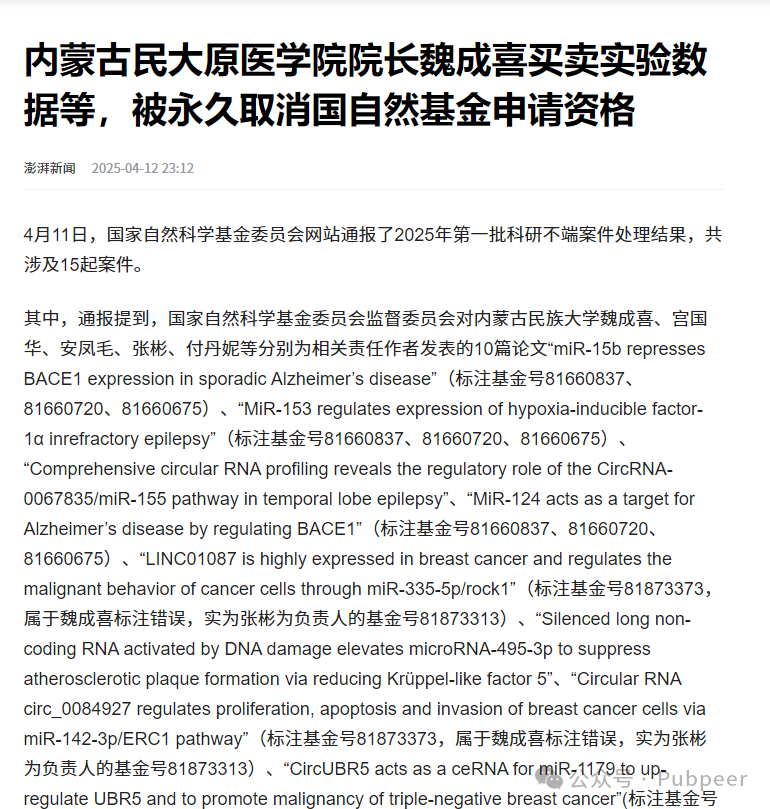 内蒙古民大原医学院院长魏成喜买卖实验数
据等，被永久取消国自然基金申请资格
澎湃新闻 2025-04-12 23:12
4月11日，国家自然科学基金委员会网站通报了2025年第一批科研不端案件处理结果，共
涉及15起案件。
其中，通报提到，国家自然科学基金委员会监督委员会对内蒙古民族大学魏成喜、宫国
华、安凤毛、张彬、付丹妮等分别为相关责任作者发表的10篇论文“miR-15b represses
BACE1 expression in sporadic Alzheimer’s disease”（标注基金号81660837、
81660720、81660675）、“MiR-153 regulates expression of hypoxia-inducible factor-
1α inrefractory epilepsy”（标注基金号81660837、81660720、81660675）、
“Comprehensive circular RNA profiling reveals the regulatory role of the CircRNA-
0067835/miR-155 pathway in temporal lobe epilepsy”、“MiR-124 acts as a target for
Alzheimer’s disease by regulating BACE1”（标注基金号81660837、81660720、
81660675）、“LINC01087 is highly expressed in breast cancer and regulates the
malignant behavior of cancer cells through miR-335-5p/rock1”（标注基金号81873373，
属于魏成喜标注错误，实为张彬为负责人的基金号81873313）、“Silenced long non-
coding RNA activated by DNA damage elevates microRNA-495-3p to suppress
atherosclerotic plaque formation via reducing Krüppel-like factor 5”、“Circular RNA
circ_0084927 regulates proliferation, apoptosis and invasion of breast cancer cells via
miR-142-3p/ERC1 pathway”（标注基金号81873373，属于魏成喜标注错误，实为张彬
为负责人的基金号81873313）、“CircUBR5 acts as a ceRNA for miR-1179 to up-
regulate UBR5 and to promote malignancy of triple-negative breast cancer”(标注基金号
公众号 · Pubpeer